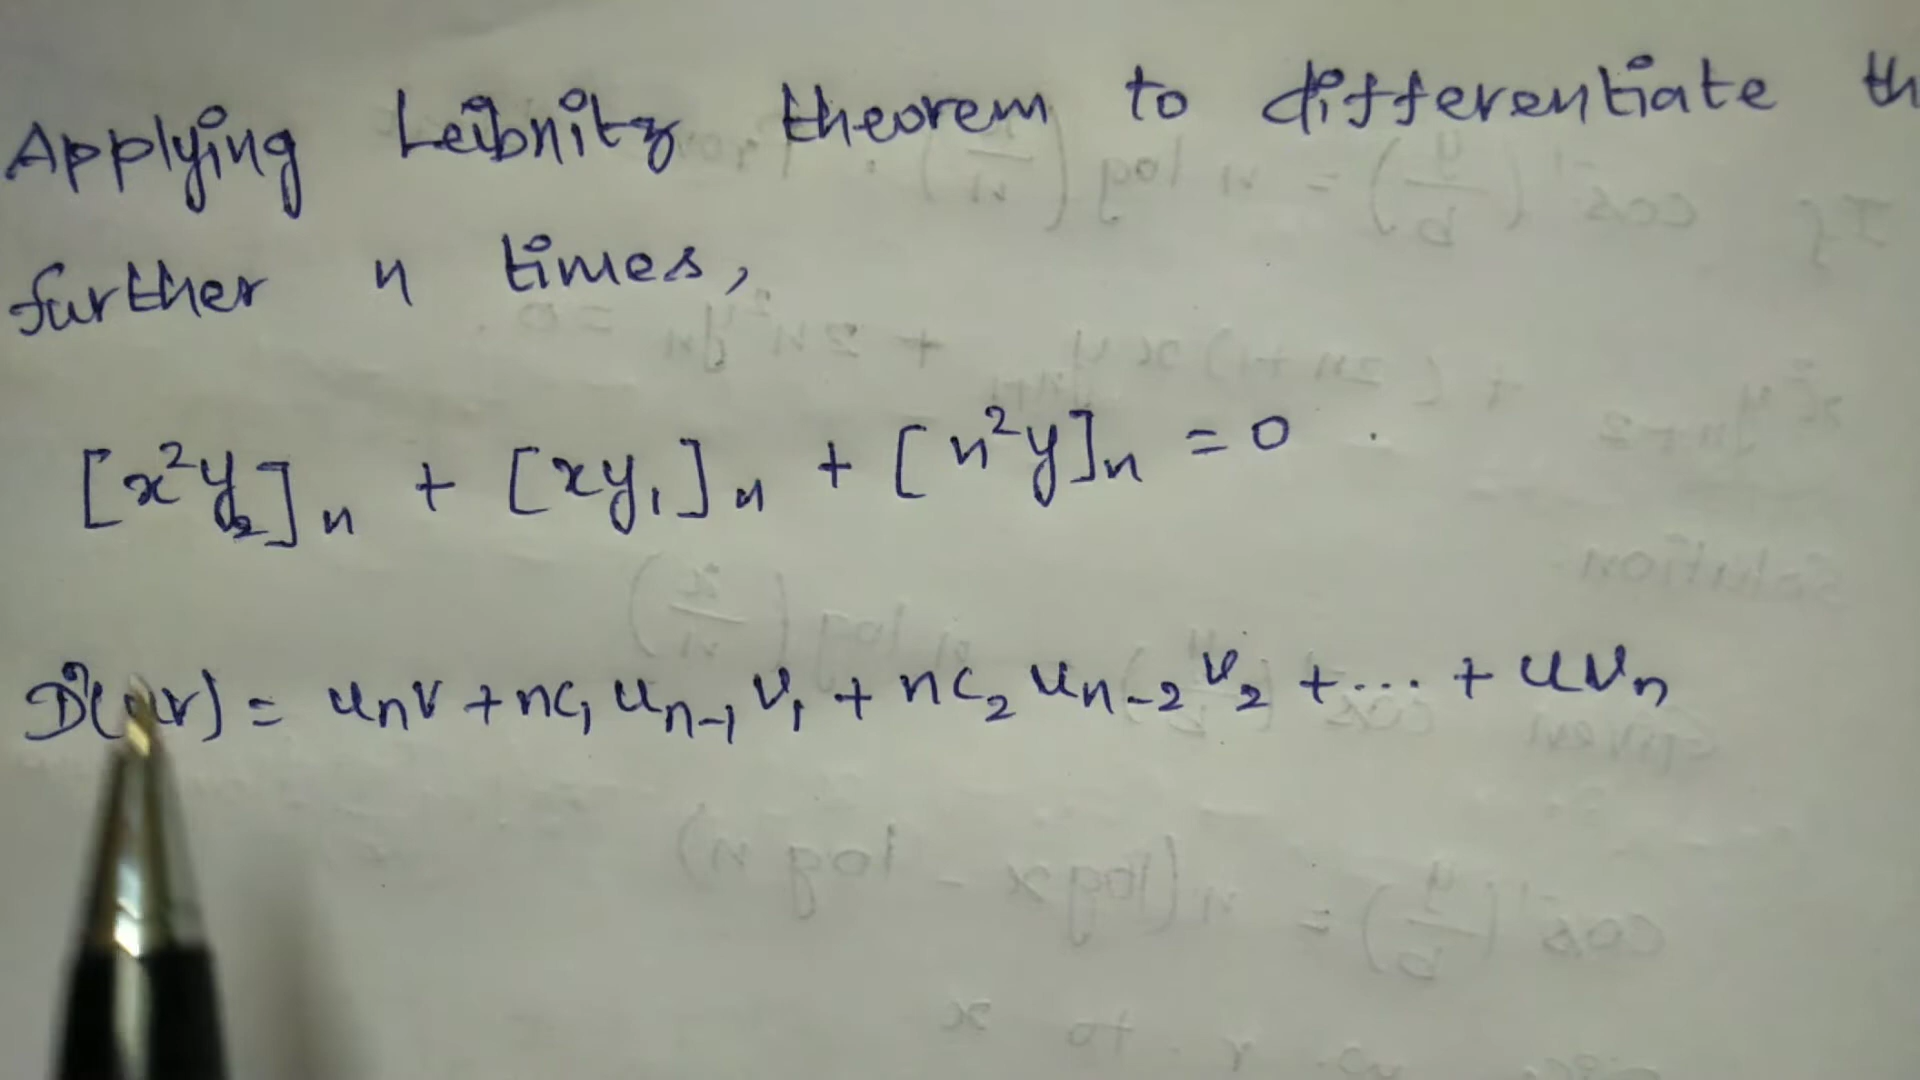 Applying Leibnitz theorem to differentiate th
further n times,
[x²y₂]ₙ + [xy₁]ₙ + [n²y]ₙ = 0
Dⁿ(uv) = uₙv + nc₁ uₙ₋₁ v₁ + nc₂ uₙ₋₂ v₂ + ... + uvₙ